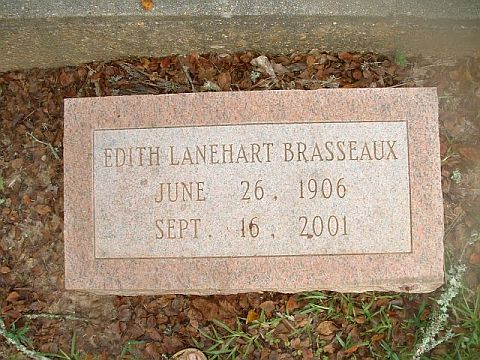 EDITH LANEHART BRASSEAUX
JUNE 26, 1906
SEPT. 16, 2001